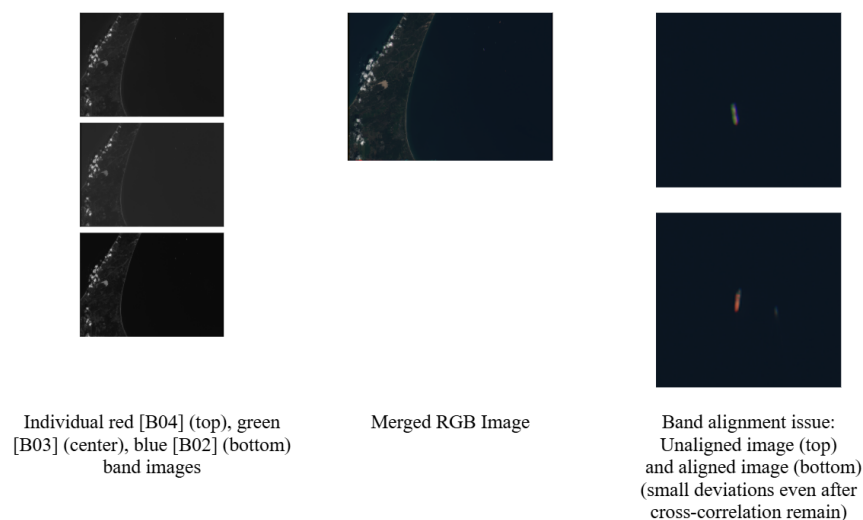 Individual red [B04] (top), green
[B03] (center), blue [B02] (bottom)
band images
Merged RGB Image
Band alignment issue:
Unaligned image (top)
and aligned image (bottom)
(small deviations even after
cross-correlation remain)